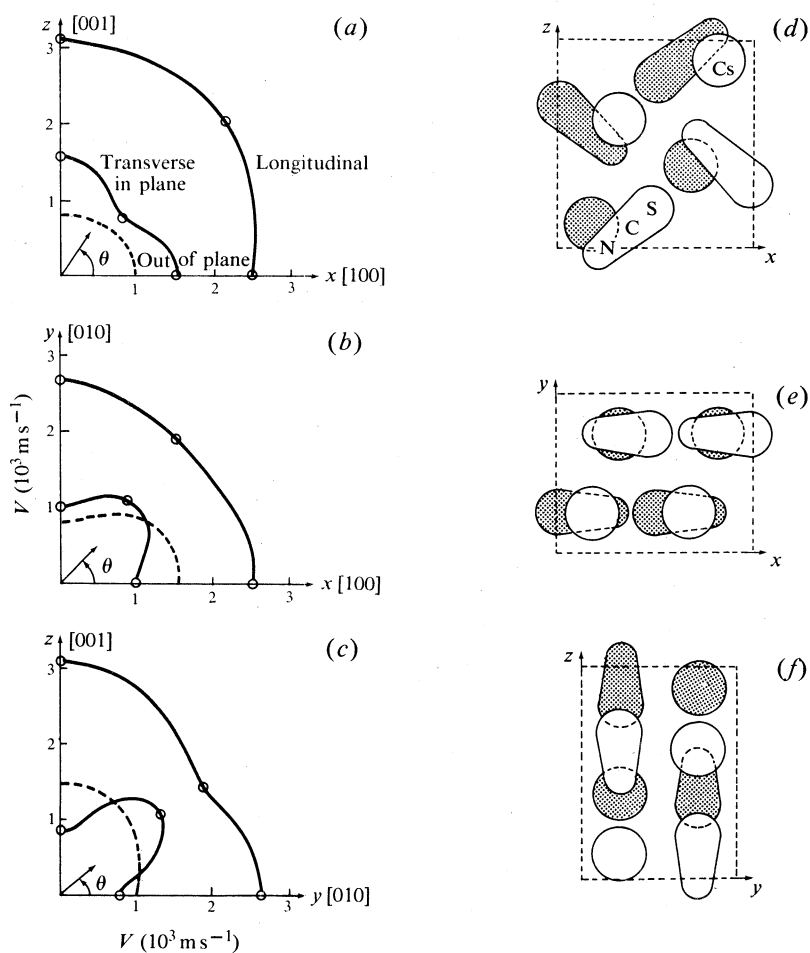 z [001]
(a)
3
2
1
Transverse
in plane
Longitudinal
Out of plane
θ
1 2 3
x [100]
y [010]
(b)
3
2
1
V (10³ m s⁻¹)
θ
1 2 3
x [100]
z [001]
(c)
3
2
1
θ
1 2 3
y [010]
V (10³ m s⁻¹)
(d)
z
Cs
S
C
N
x
(e)
y
x
(f)
z
y